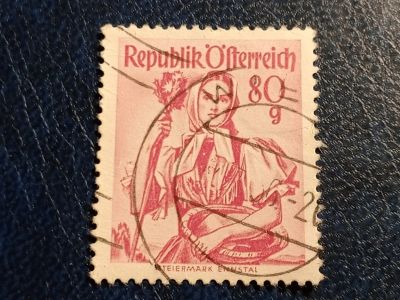 Republik Österreich
80
g
STEIERMARK ENNSTAL